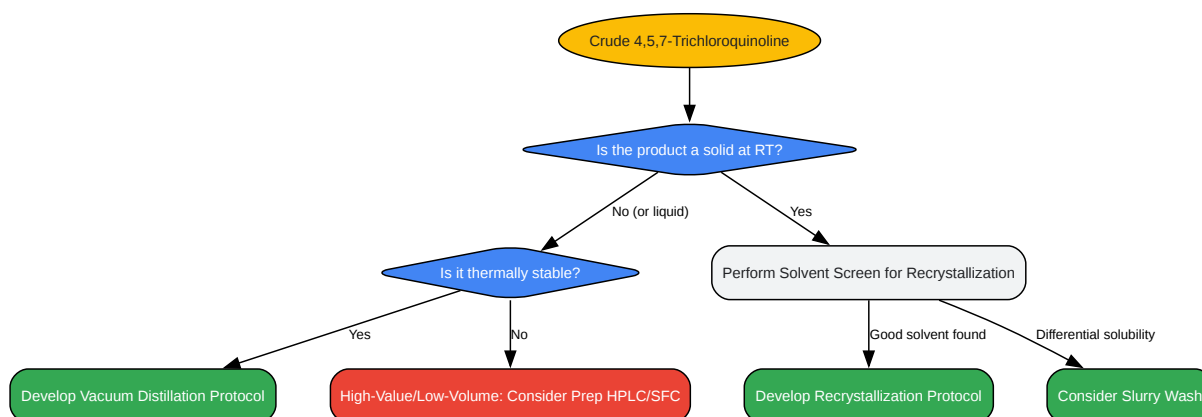 Crude 4,5,7-Trichloroquinoline
Is the product a solid at RT?
No (or liquid)
Yes
Is it thermally stable?
Perform Solvent Screen for Recrystallization
Yes
No
Good solvent found
Differential solubility
Develop Vacuum Distillation Protocol
High-Value/Low-Volume: Consider Prep HPLC/SFC
Develop Recrystallization Protocol
Consider Slurry Wash